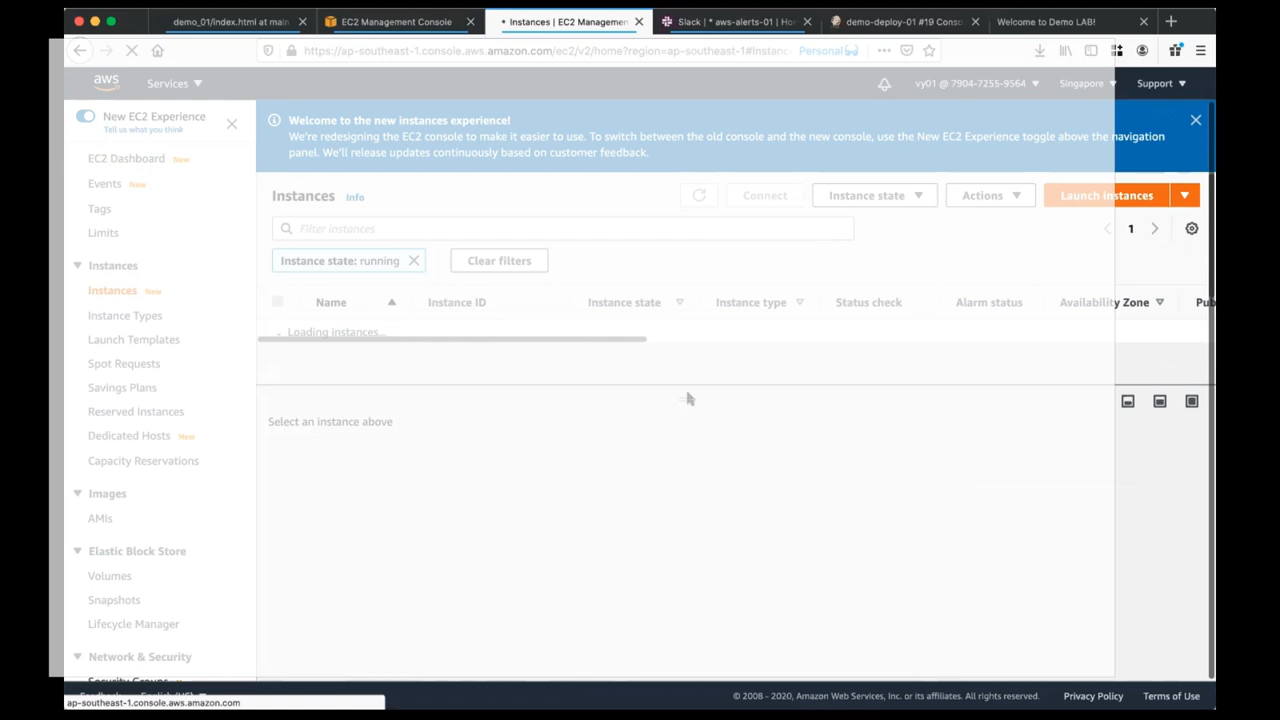 demo_01/index.html at main
EC2 Management Console
Instances | EC2 Managemen
Slack | * aws-alerts-01 | Ho
demo-deploy-01 #19 Conso
Welcome to Demo LAB!
https://ap-southeast-1.console.aws.amazon.com/ec2/v2/home?region=ap-southeast-1#Instanc
Personal
aws
Services
vy01 @ 7904-7255-9564
Singapore
Support
New EC2 Experience
Tell us what you think
EC2 Dashboard New
Events New
Tags
Limits
Instances
Instances New
Instance Types
Launch Templates
Spot Requests
Savings Plans
Reserved Instances
Dedicated Hosts New
Capacity Reservations
Images
AMIs
Elastic Block Store
Volumes
Snapshots
Lifecycle Manager
Network & Security
Welcome to the new instances experience!
We're redesigning the EC2 console to make it easier to use. To switch between the old console and the new console, use the New EC2 Experience toggle above the navigation
panel. We'll release updates continuously based on customer feedback.
Instances Info
Connect
Instance state
Actions
Launch instances
Filter instances
1
Instance state: running
Clear filters
Name
Instance ID
Instance state
Instance type
Status check
Alarm status
Availability Zone
Pub
Loading instances...
Select an instance above
ap-southeast-1.console.aws.amazon.com
© 2008 - 2020, Amazon Web Services, Inc. or its affiliates. All rights reserved.
Privacy Policy
Terms of Use